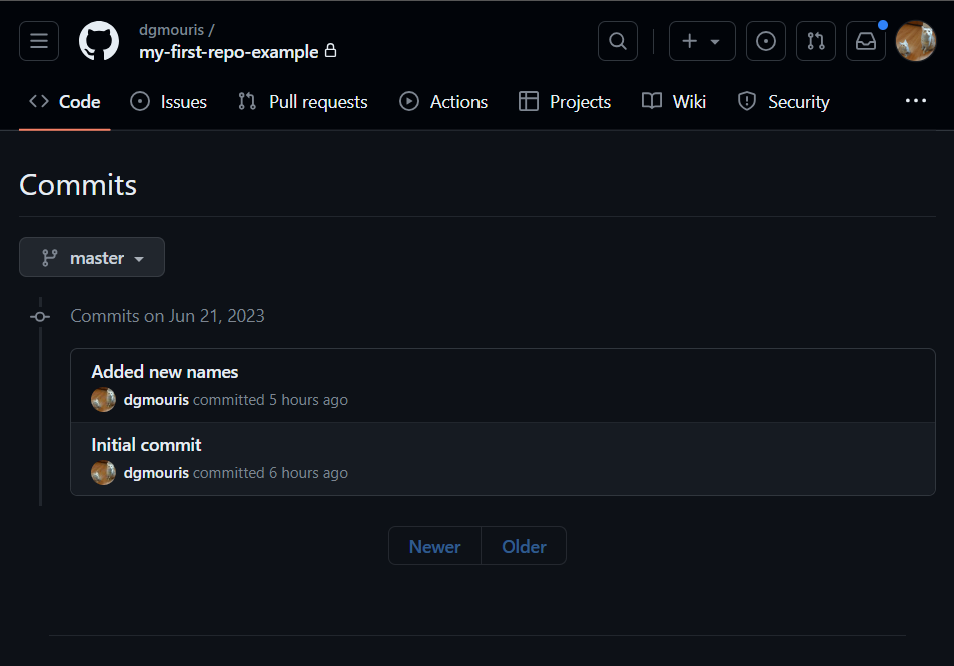 dgmouris /
my-first-repo-example
Code Issues Pull requests Actions Projects Wiki Security
Commits
master
Commits on Jun 21, 2023
Added new names
dgmouris committed 5 hours ago
Initial commit
dgmouris committed 6 hours ago
Newer Older